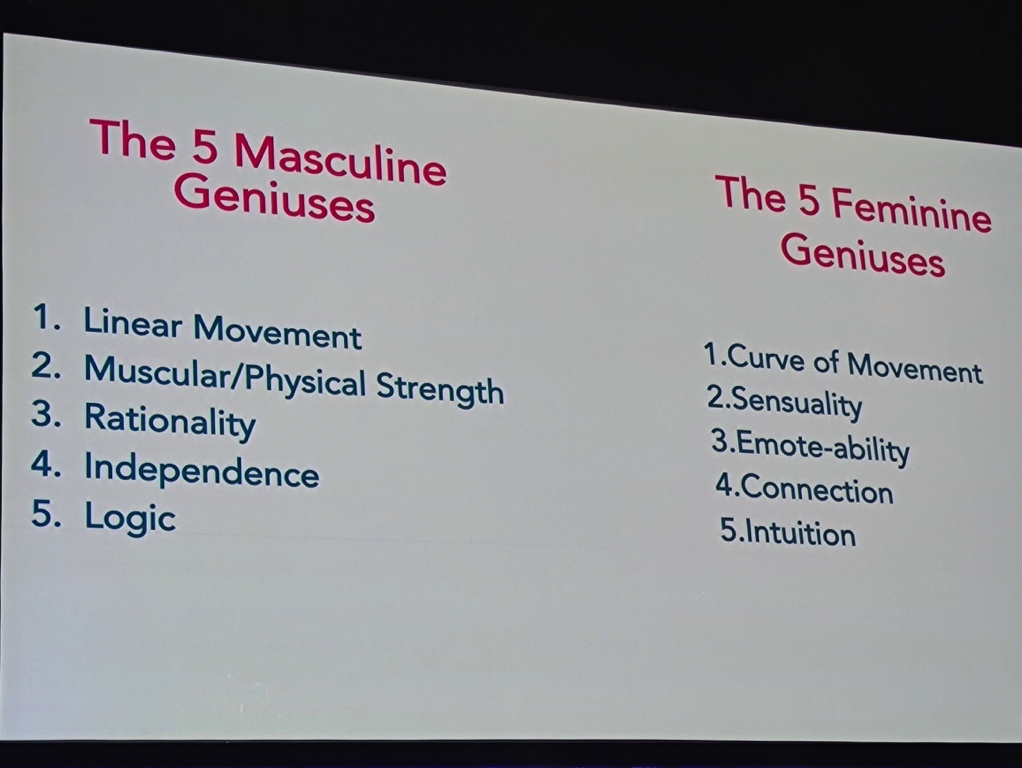 The 5 Masculine
Geniuses
1. Linear Movement
2. Muscular/Physical Strength
3. Rationality
4. Independence
5. Logic
The 5 Feminine
Geniuses
1.Curve of Movement
2.Sensuality
3.Emote-ability
4.Connection
5.Intuition